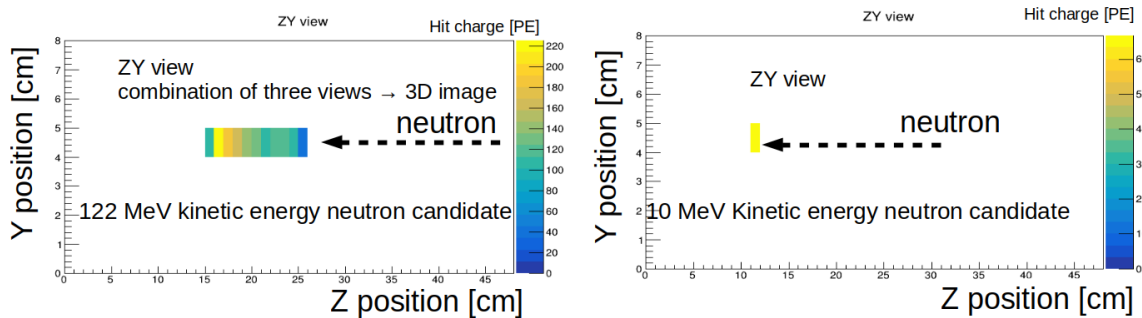 ZY view
Hit charge [PE]
ZY view
combination of three views → 3D image
neutron
122 MeV kinetic energy neutron candidate
Y position [cm]
8
7
6
5
4
3
2
1
0
0 5 10 15 20 25 30 35 40 45
Z position [cm]
220
200
180
160
140
120
100
80
60
40
20
0
ZY view
Hit charge [PE]
ZY view
neutron
10 MeV Kinetic energy neutron candidate
Y position [cm]
8
7
6
5
4
3
2
1
0
0 5 10 15 20 25 30 35 40 45
Z position [cm]
6
5
4
3
2
1
0